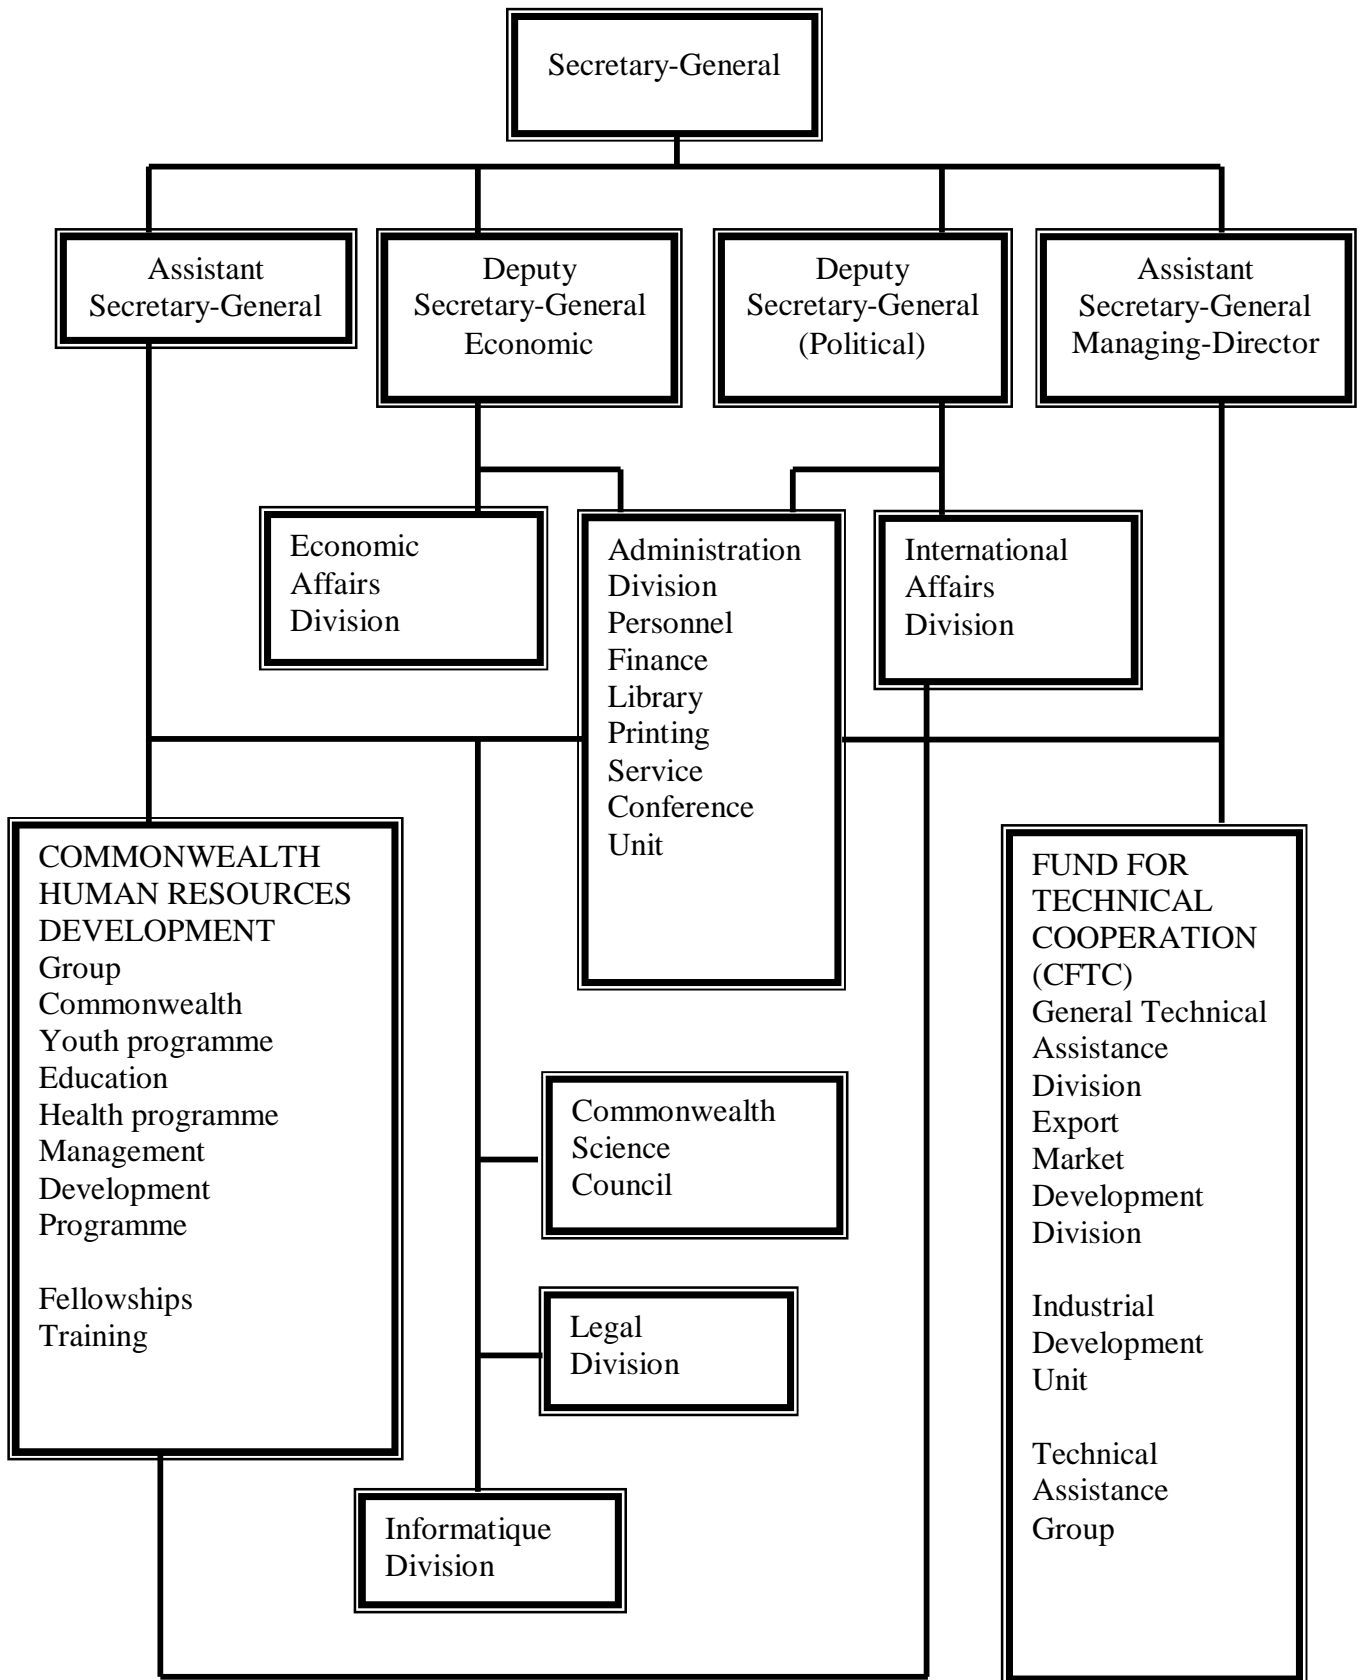 Secretary-General
Assistant
Secretary-General
Deputy
Secretary-General
Economic
Deputy
Secretary-General
(Political)
Assistant
Secretary-General
Managing-Director
Economic
Affairs
Division
Administration
Division
Personnel
Finance
Library
Printing
Service
Conference
Unit
International
Affairs
Division
COMMONWEALTH
HUMAN RESOURCES
DEVELOPMENT
Group
Commonwealth
Youth programme
Education
Health programme
Management
Development
Programme
Fellowships
Training
Commonwealth
Science
Council
Legal
Division
Informatique
Division
FUND FOR
TECHNICAL
COOPERATION
(CFTC)
General Technical
Assistance
Division
Export
Market
Development
Division
Industrial
Development
Unit
Technical
Assistance
Group